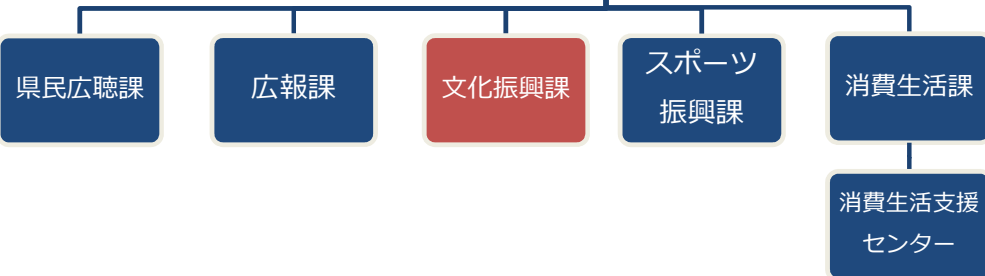 県民広聴課
広報課
文化振興課
スポーツ
振興課
消費生活課
消費生活支援
センター